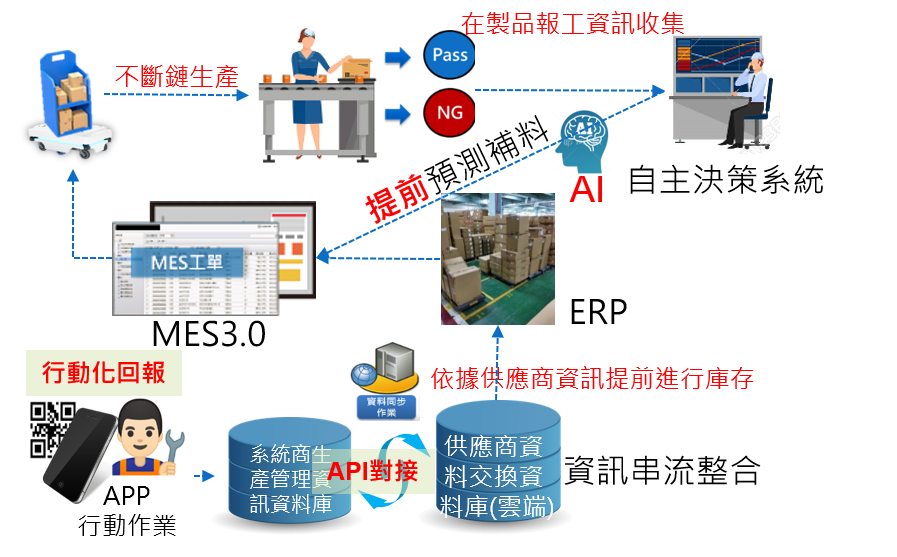 在製品報工資訊收集
不斷鏈生產
Pass
NG
提前預測補料
AI
自主決策系統
MES工單
MES3.0
ERP
行動化回報
資料同步
作業
依據供應商資訊提前進行庫存
系統商生
產管理資
訊資料庫
API對接
供應商資
料交換資
料庫(雲端)
資訊串流整合
APP
行動作業